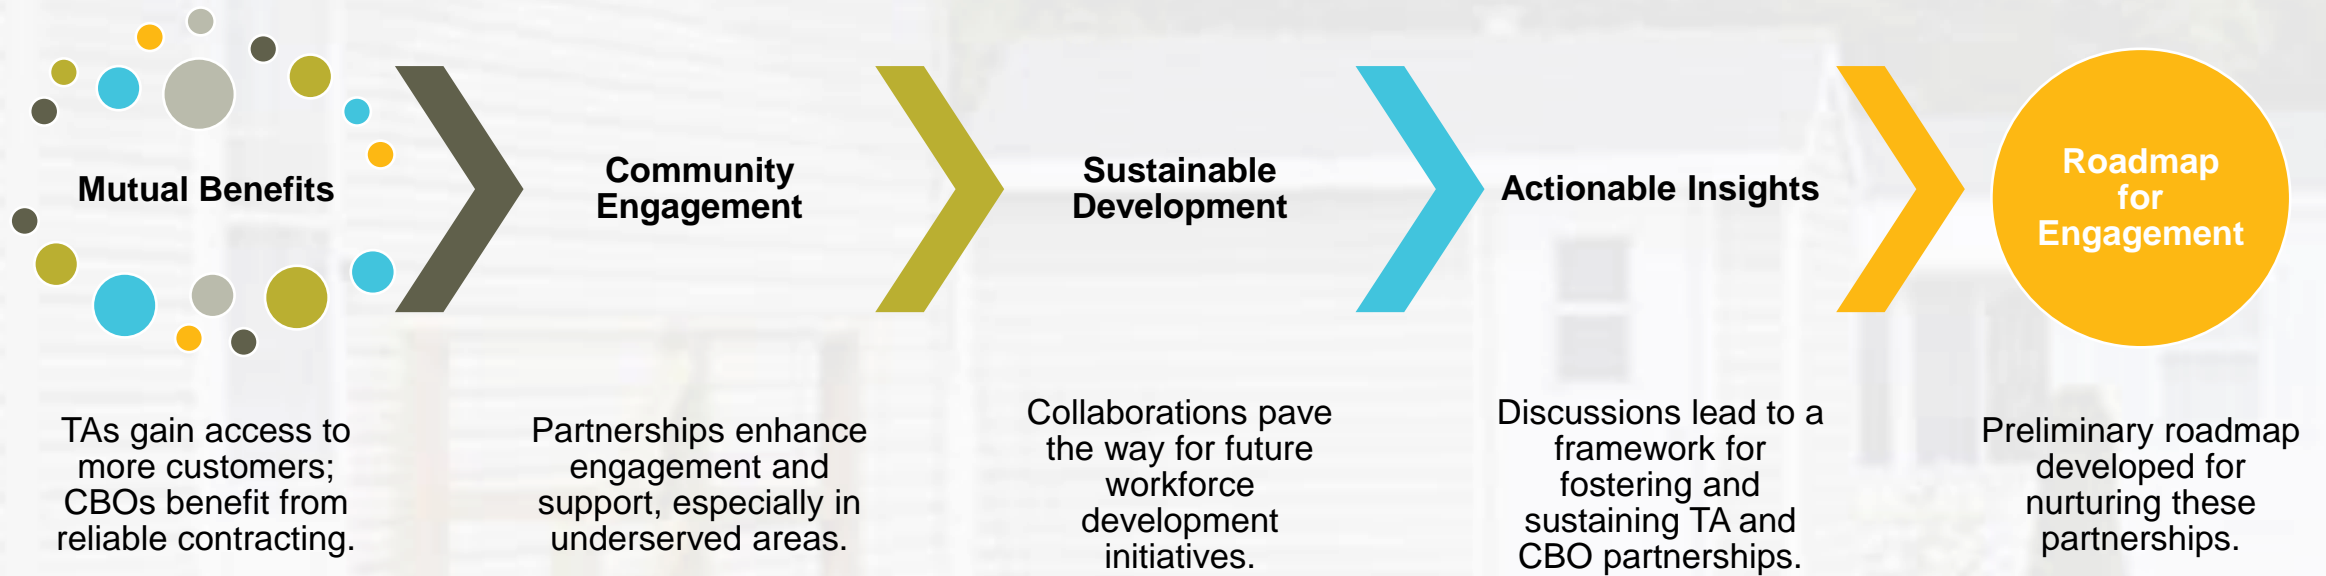 Mutual Benefits
Community
Engagement
Sustainable
Development
Actionable Insights
Roadmap
for
Engagement
TAs gain access to
more customers;
CBOs benefit from
reliable contracting.
Partnerships enhance
engagement and
support, especially in
underserved areas.
Collaborations pave
the way for future
workforce
development
initiatives.
Discussions lead to a
framework for
fostering and
sustaining TA and
CBO partnerships.
Preliminary roadmap
developed for
nurturing these
partnerships.